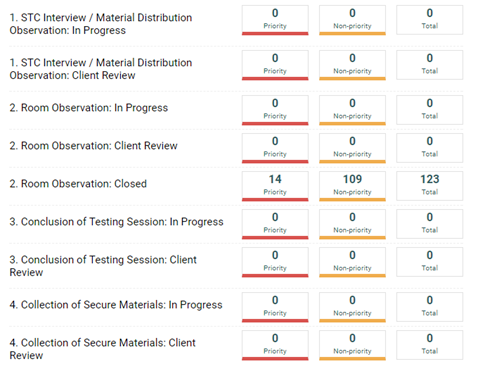 1. STC Interview / Material Distribution
Observation: In Progress
0 0 0
Priority Non-priority Total
1. STC Interview / Material Distribution
Observation: Client Review
0 0 0
Priority Non-priority Total
2. Room Observation: In Progress
0 0 0
Priority Non-priority Total
2. Room Observation: Client Review
0 0 0
Priority Non-priority Total
2. Room Observation: Closed
14 109 123
Priority Non-priority Total
3. Conclusion of Testing Session: In Progress
0 0 0
Priority Non-priority Total
3. Conclusion of Testing Session: Client
Review
0 0 0
Priority Non-priority Total
4. Collection of Secure Materials: In Progress
0 0 0
Priority Non-priority Total
4. Collection of Secure Materials: Client
Review
0 0 0
Priority Non-priority Total